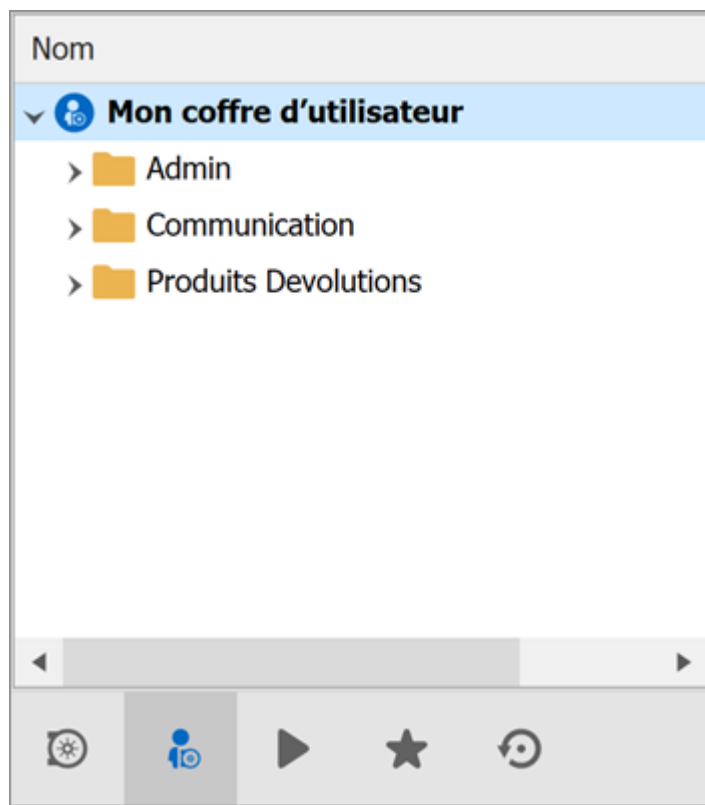 Nom
Mon coffre d’utilisateur
Admin
Communication
Produits Devolutions